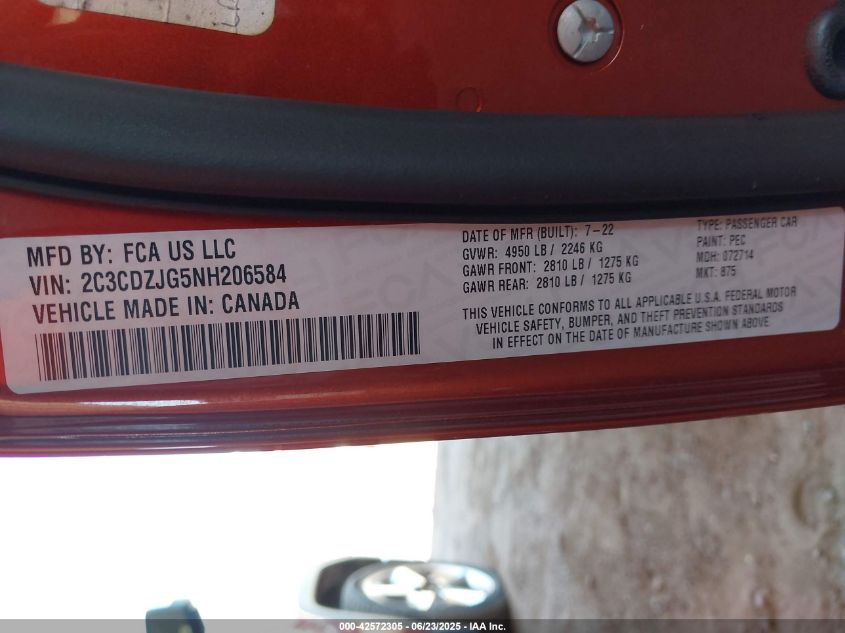 MFD BY: FCA US LLC
VIN: 2C3CDZJG5NH206584
VEHICLE MADE IN: CANADA
DATE OF MFR (BUILT): 7-22
GVWR: 4950 LB / 2246 KG
GAWR FRONT: 2810 LB / 1275 KG
GAWR REAR: 2810 LB / 1275 KG
TYPE: PASSENGER CAR
PAINT: PEC
MDH: 072714
MKT: 875
THIS VEHICLE CONFORMS TO ALL APPLICABLE U.S.A. FEDERAL MOTOR
VEHICLE SAFETY, BUMPER, AND THEFT PREVENTION STANDARDS
IN EFFECT ON THE DATE OF MANUFACTURE SHOWN ABOVE
000-42572305 - 06/23/2025 - IAA Inc.